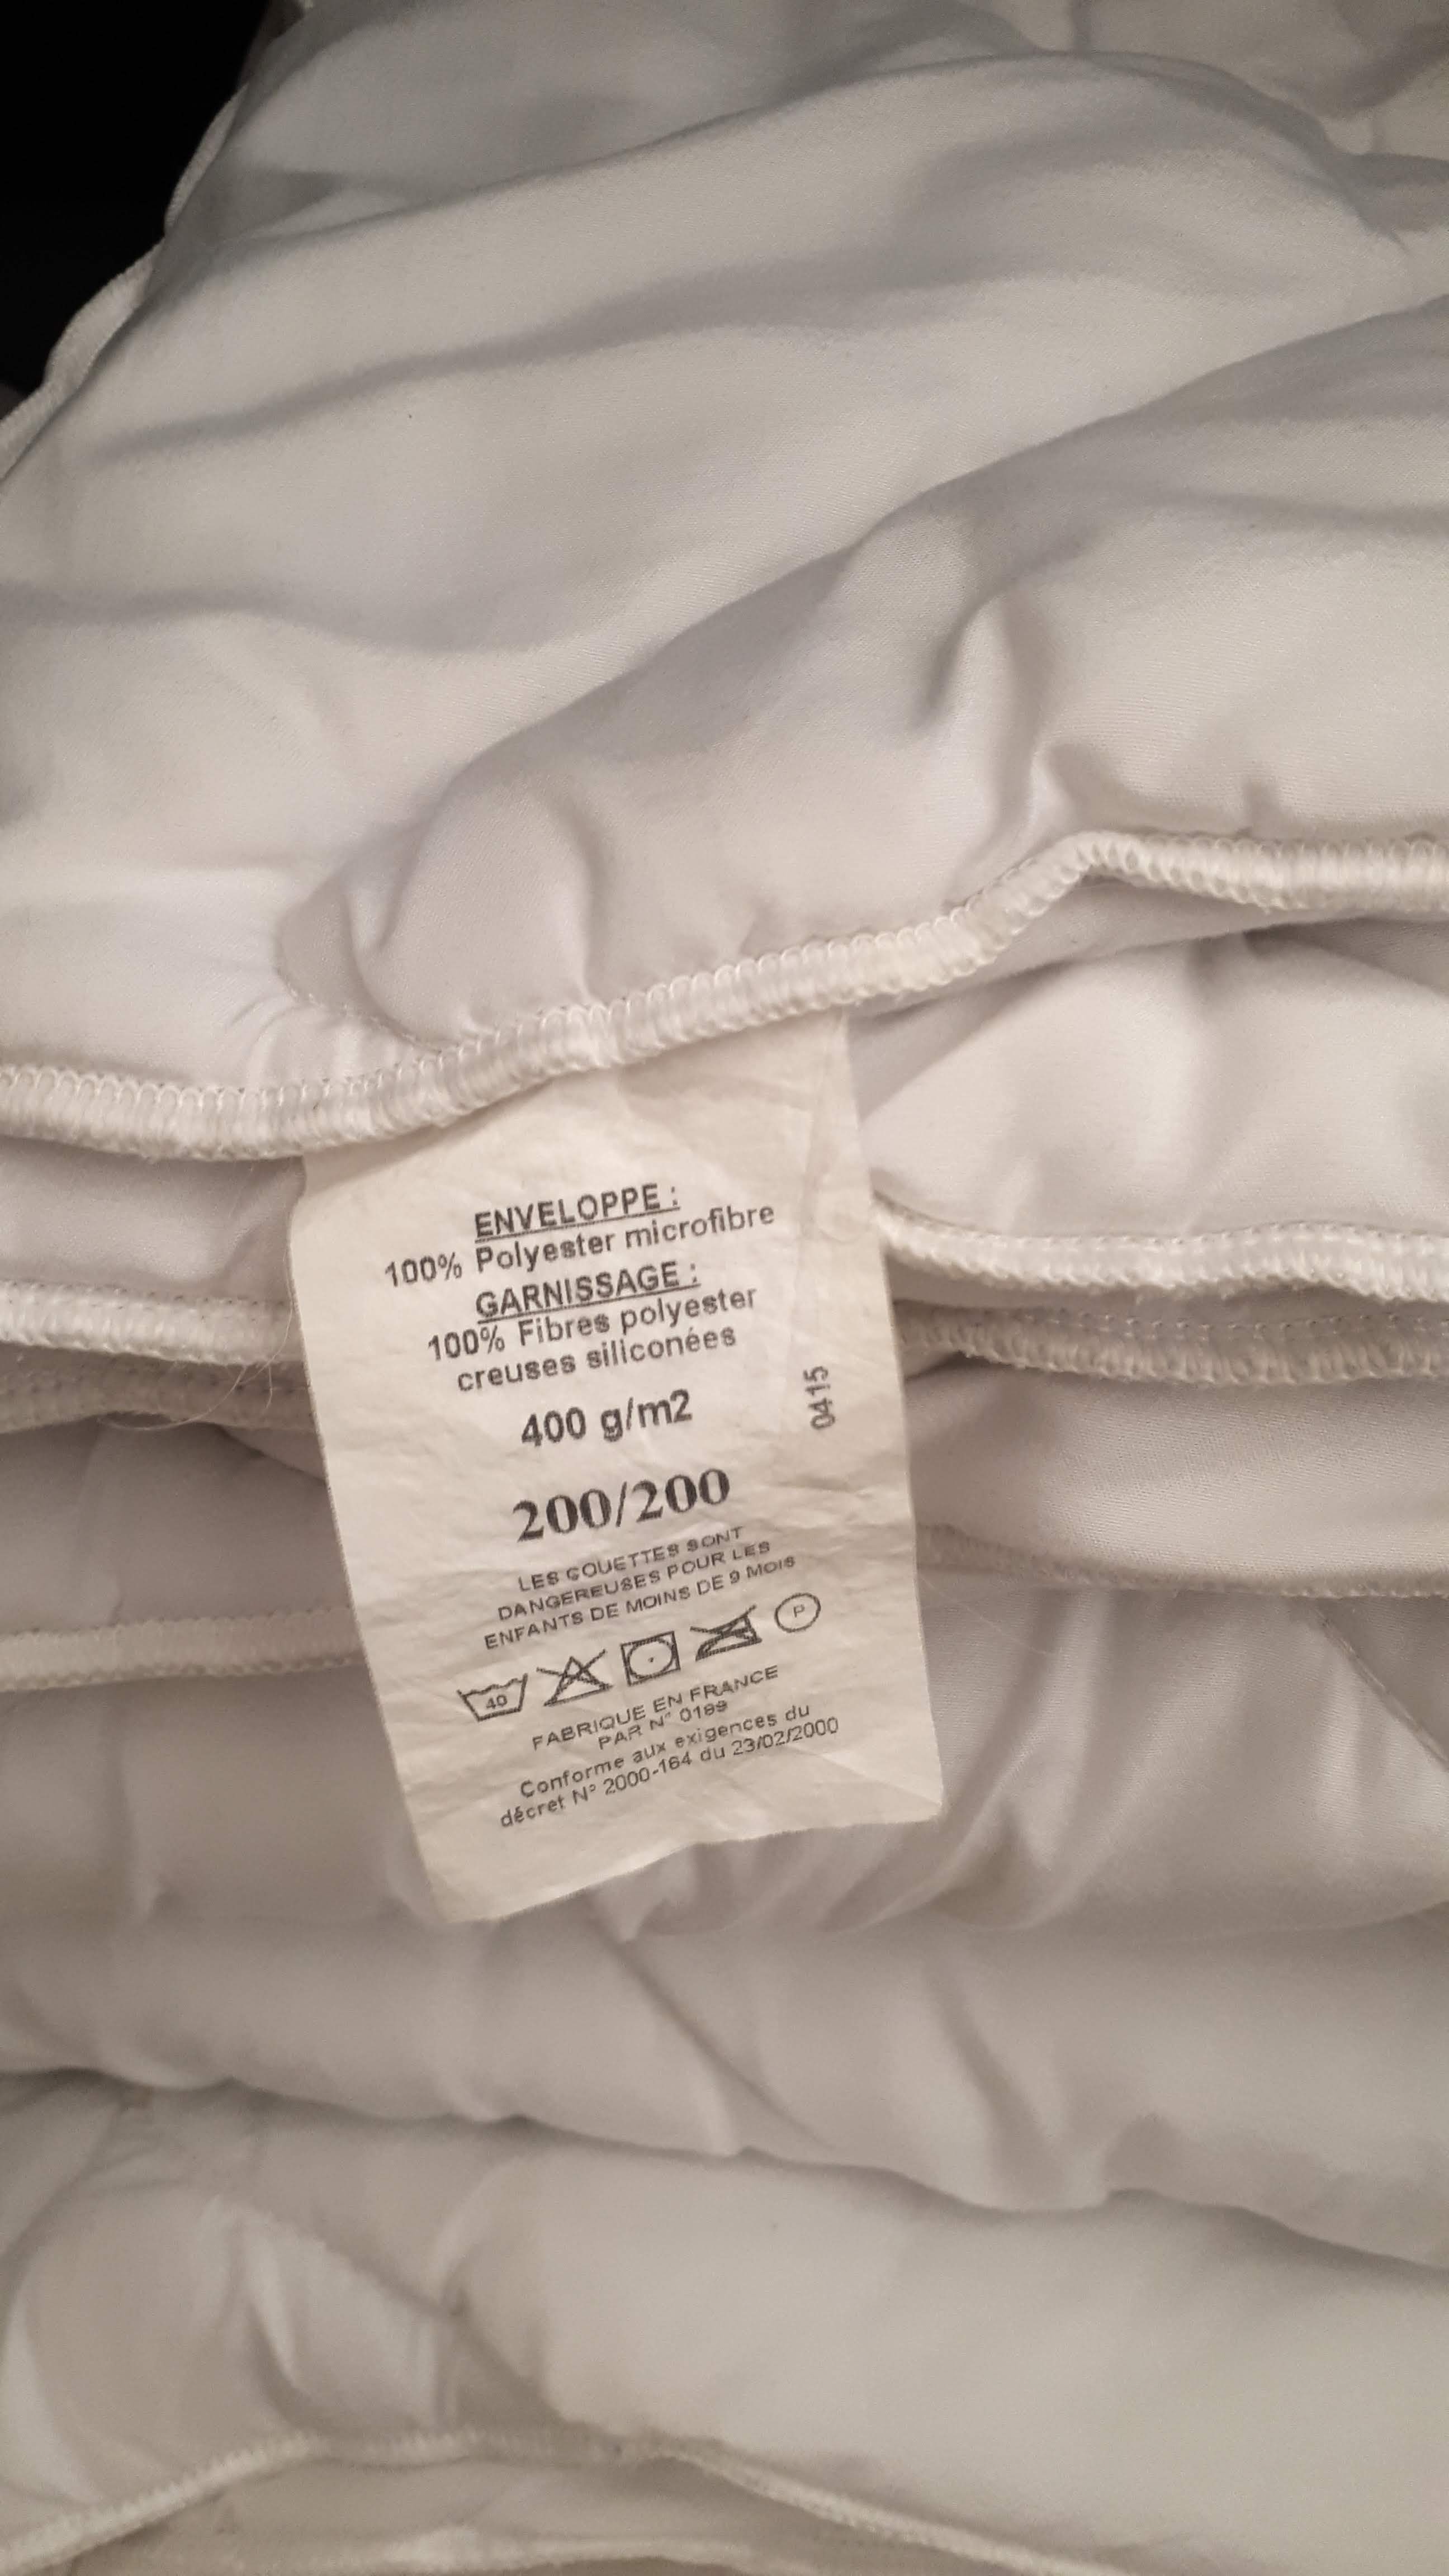 ENVELOPPE :
100% Polyester microfibre
GARNISSAGE :
100% Fibres polyester
creuses siliconées
400 g/m2
0415
200/200
LES COUETTES SONT
DANGEREUSES POUR LES
ENFANTS DE MOINS DE 9 MOIS
40
P
FABRIQUE EN FRANCE
PAR N° 0199
Conforme aux exigences du
décret N° 2000-164 du 23/02/2000